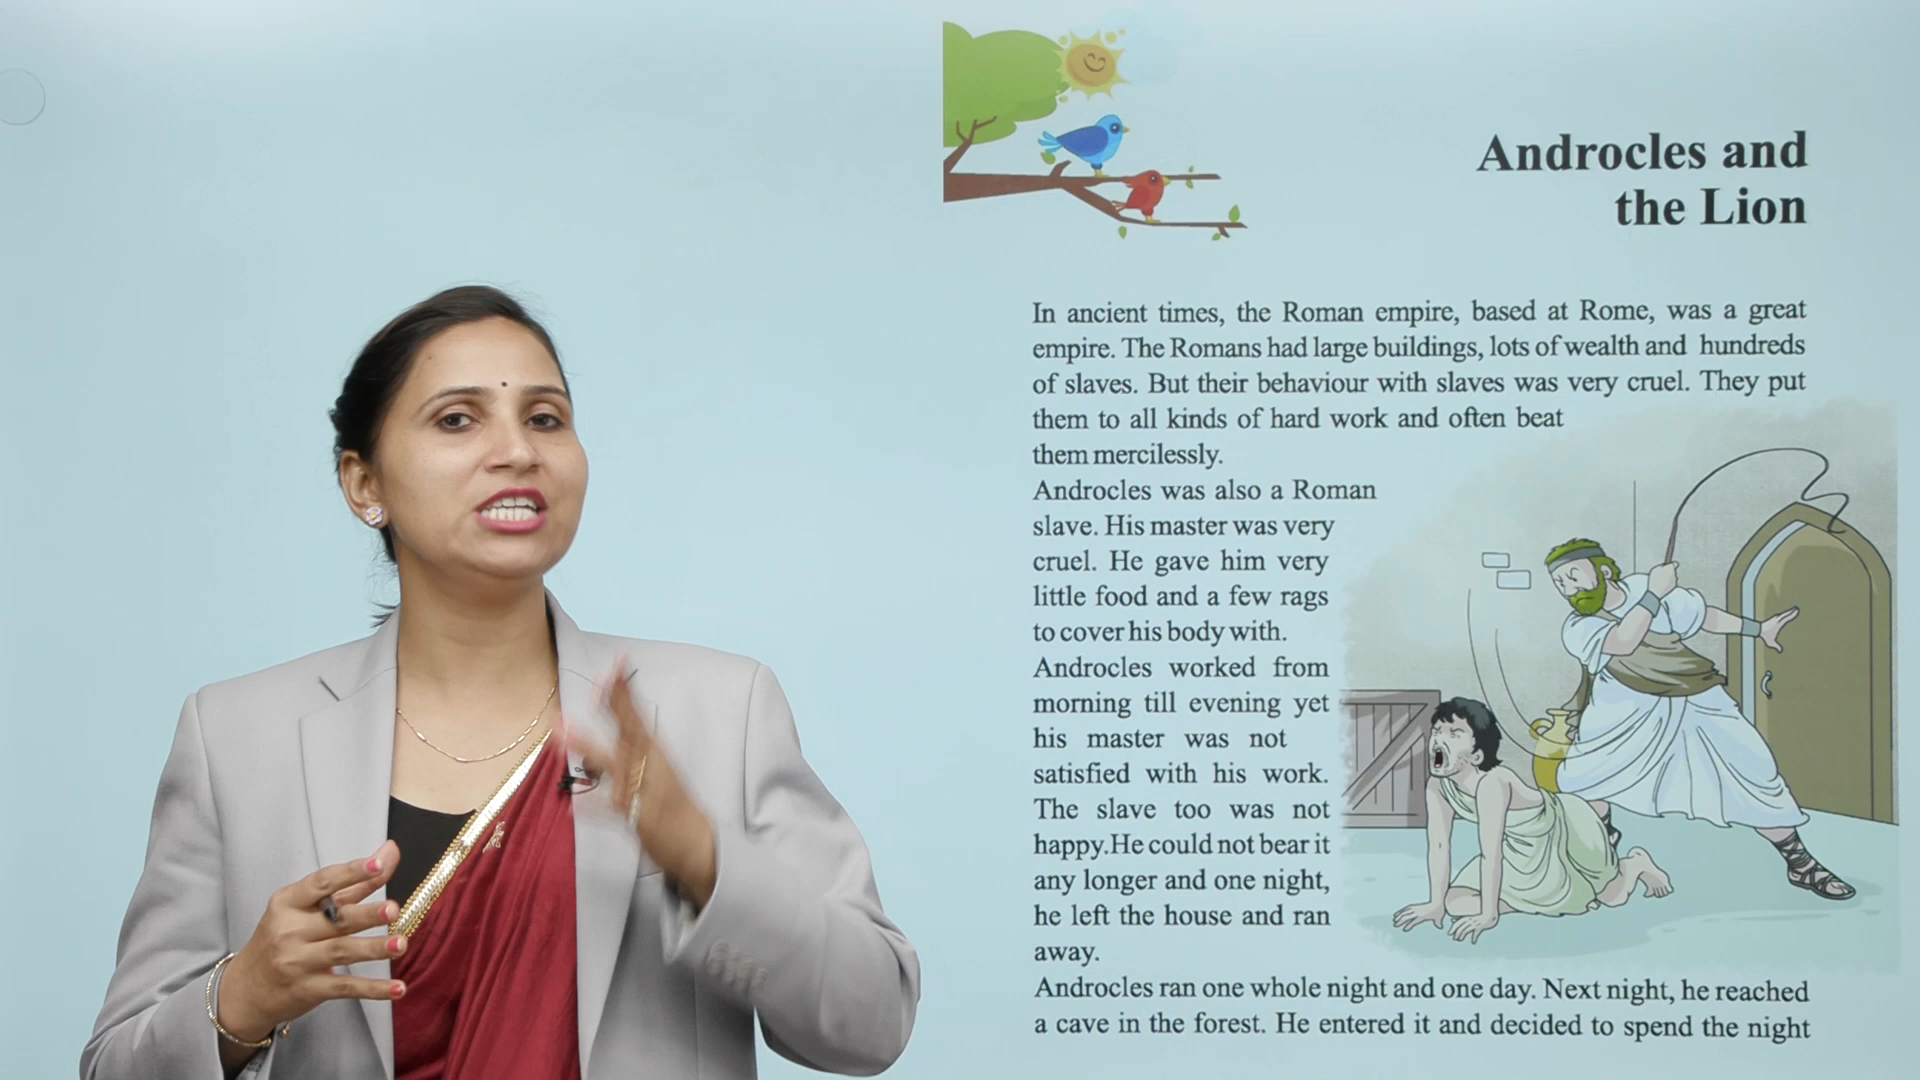 Androcles and
the Lion
In ancient times, the Roman empire, based at Rome, was a great
empire. The Romans had large buildings, lots of wealth and hundreds
of slaves. But their behaviour with slaves was very cruel. They put
them to all kinds of hard work and often beat
them mercilessly.
Androcles was also a Roman
slave. His master was very
cruel. He gave him very
little food and a few rags
to cover his body with.
Androcles worked from
morning till evening yet
his master was not
satisfied with his work.
The slave too was not
happy.He could not bear it
any longer and one night,
he left the house and ran
away.
Androcles ran one whole night and one day. Next night, he reached
a cave in the forest. He entered it and decided to spend the night